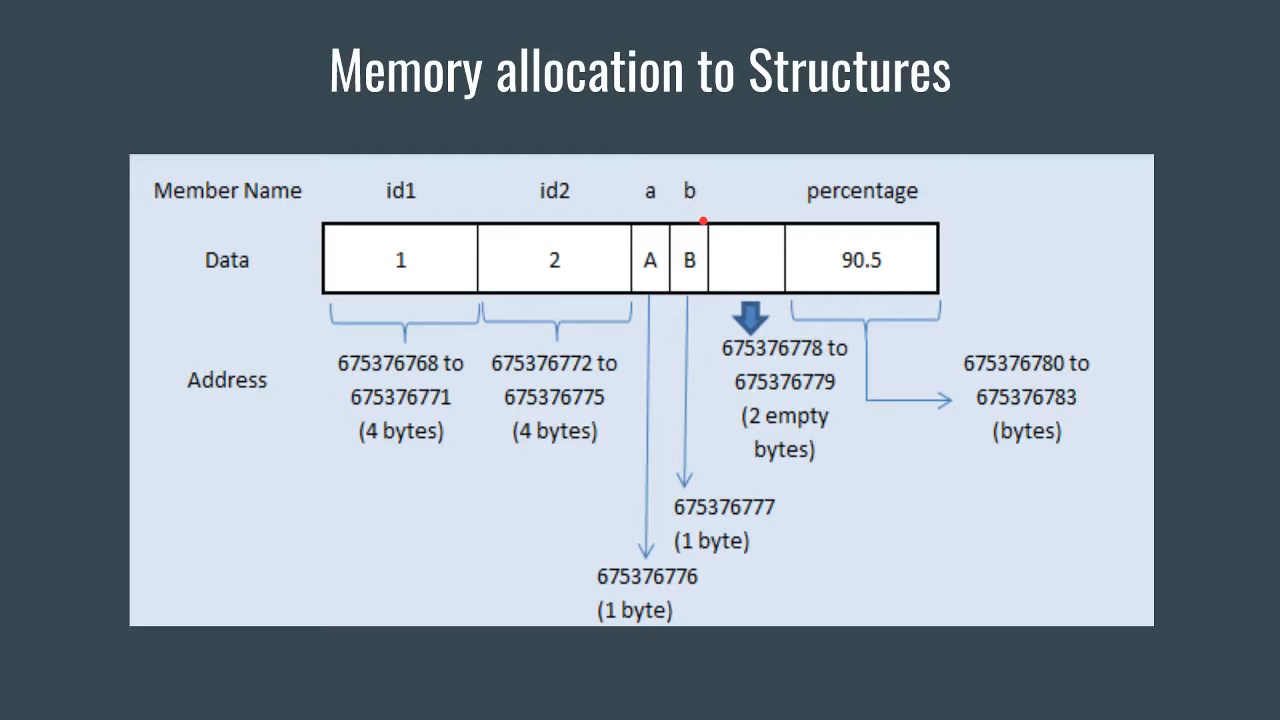 Memory allocation to Structures
Member Name id1 id2 a b percentage
Data 1 2 A B 90.5
Address
675376768 to
675376771
(4 bytes)
675376772 to
675376775
(4 bytes)
675376778 to
675376779
(2 empty
bytes)
675376780 to
675376783
(bytes)
675376777
(1 byte)
675376776
(1 byte)